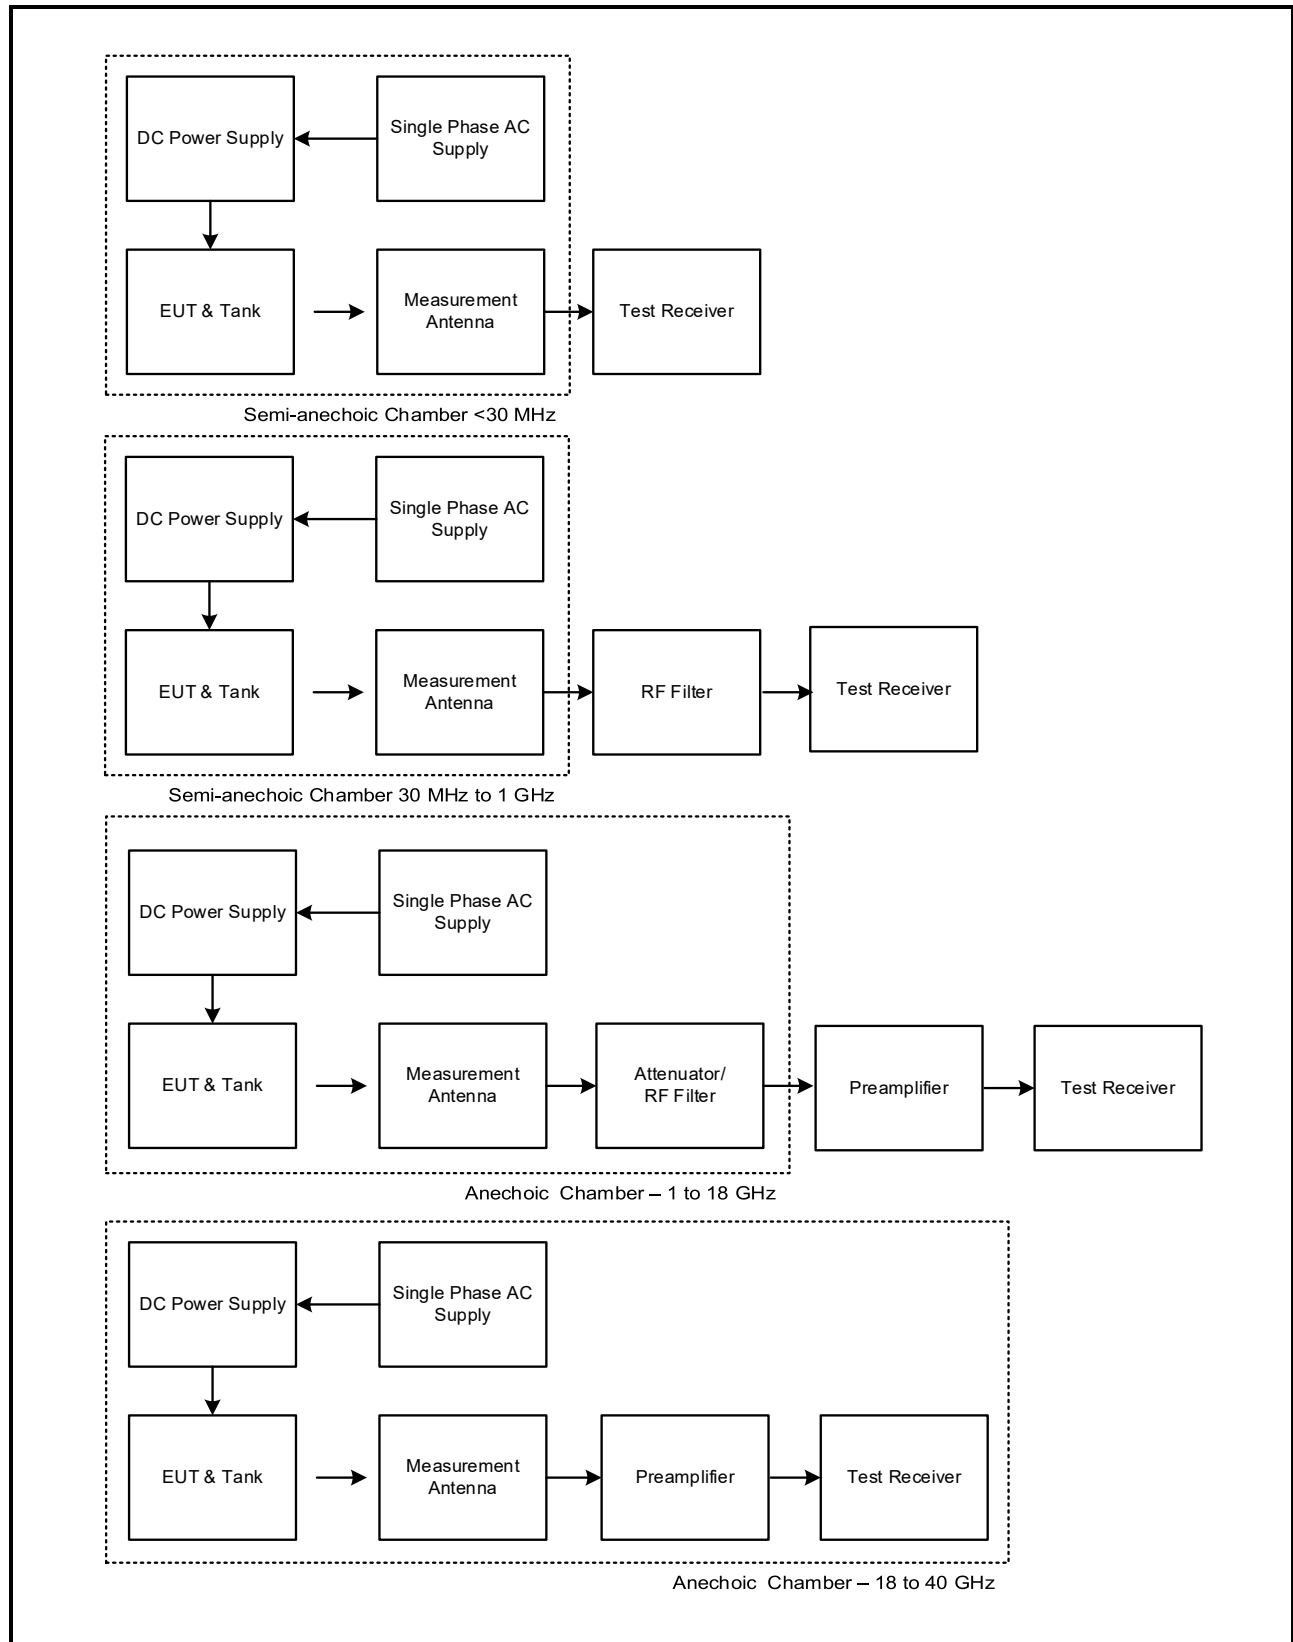 DC Power Supply
Single Phase AC
Supply
EUT & Tank
Measurement
Antenna
Test Receiver
Semi-anechoic Chamber <30 MHz
DC Power Supply
Single Phase AC
Supply
EUT & Tank
Measurement
Antenna
RF Filter
Test Receiver
Semi-anechoic Chamber 30 MHz to 1 GHz
DC Power Supply
Single Phase AC
Supply
EUT & Tank
Measurement
Antenna
Attenuator/
RF Filter
Preamplifier
Test Receiver
Anechoic Chamber – 1 to 18 GHz
DC Power Supply
Single Phase AC
Supply
EUT & Tank
Measurement
Antenna
Preamplifier
Test Receiver
Anechoic Chamber – 18 to 40 GHz